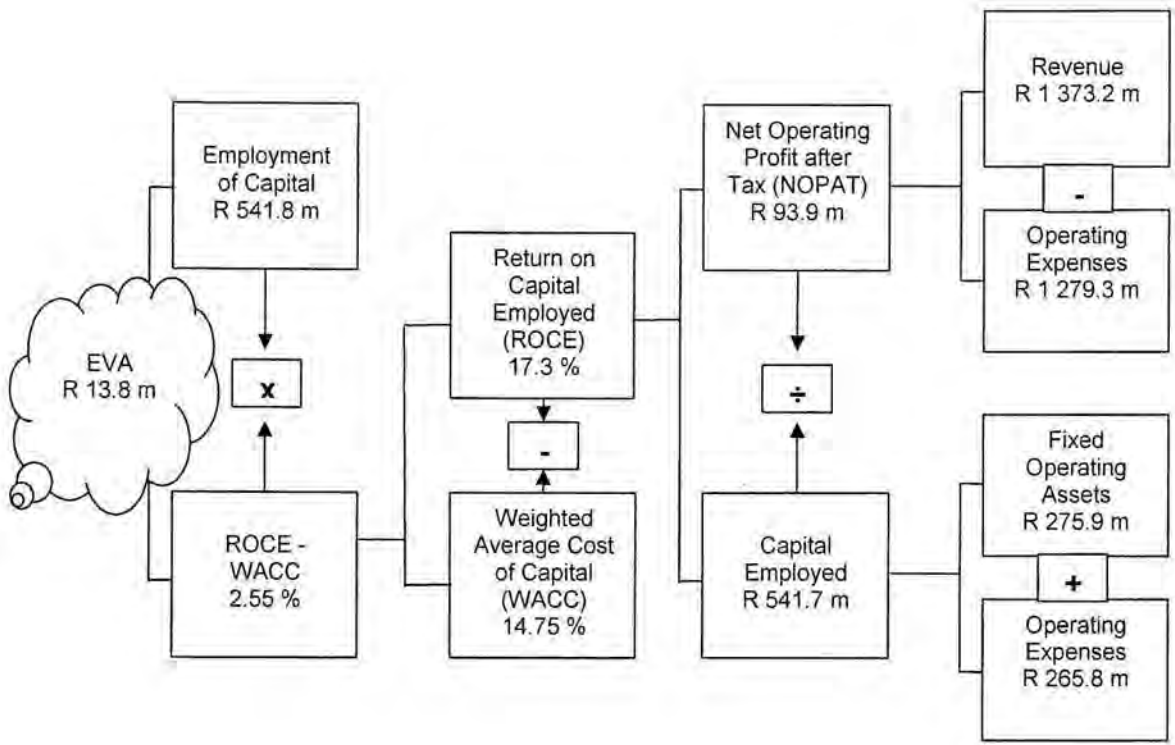 EVA
R 13.8 m
Employment
of Capital
R 541.8 m
x
ROCE -
WACC
2.55 %
Return on
Capital
Employed
(ROCE)
17.3 %
-
Weighted
Average Cost
of Capital
(WACC)
14.75 %
Net Operating
Profit after
Tax (NOPAT)
R 93.9 m
÷
Capital
Employed
R 541.7 m
Revenue
R 1 373.2 m
-
Operating
Expenses
R 1 279.3 m
Fixed
Operating
Assets
R 275.9 m
+
Operating
Expenses
R 265.8 m